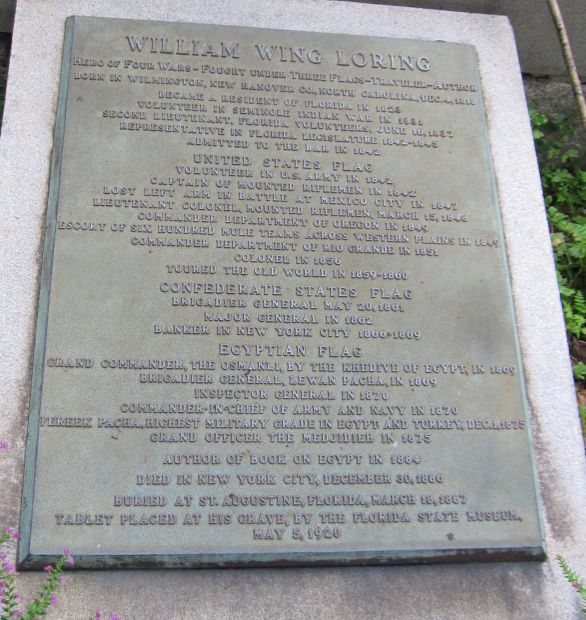 WILLIAM WING LORING
HERO OF FOUR WARS–FOUGHT UNDER THREE FLAGS–TRAVELER–AUTHOR
BORN IN WILMINGTON, NEW HANOVER CO., NORTH CAROLINA, DEC. 4, 1818
BECAME A RESIDENT OF FLORIDA IN 1823
VOLUNTEER IN SEMINOLE INDIAN WAR IN 1831
SECOND LIEUTENANT, FLORIDA VOLUNTEERS, JUNE 16, 1837
REPRESENTATIVE IN FLORIDA LEGISLATURE 1842-1845
ADMITTED TO THE BAR IN 1842
UNITED STATES FLAG
VOLUNTEER IN U.S. ARMY IN 1842
CAPTAIN OF MOUNTED RIFLEMEN IN 1842
LOST LEFT ARM IN BATTLE AT MEXICO CITY IN 1847
LIEUTENANT COLONEL, MOUNTED RIFLEMEN, MARCH 15, 1848
COMMANDER DEPARTMENT OF OREGON IN 1849
ESCORT OF SIX HUNDRED MULE TEAMS ACROSS WESTERN PLAINS IN 1849
COMMANDER DEPARTMENT OF RIO GRANDE IN 1851
COLONEL IN 1856
TOURED THE OLD WORLD IN 1859-1860
CONFEDERATE STATES FLAG
BRIGADIER GENERAL MAY 20, 1861
MAJOR GENERAL IN 1862
BANKER IN NEW YORK CITY 1866-1869
EGYPTIAN FLAG
GRAND COMMANDER, THE OSMANLI, BY THE KHEDIVE OF EGYPT, IN 1869
BRIGADIER GENERAL, LEWAN PACHA, IN 1869
INSPECTOR GENERAL IN 1870
COMMANDER-IN-CHIEF OF ARMY AND NAVY IN 1870
FEREEK PACHA, HIGHEST MILITARY GRADE IN EGYPT AND TURKEY, DEC. 1, 1875
GRAND OFFICER THE MEDJIDIEH IN 1875
AUTHOR OF BOOK ON EGYPT IN 1884
DIED IN NEW YORK CITY, DECEMBER 30, 1886
BURIED AT ST. AUGUSTINE, FLORIDA, MARCH 18, 1887
TABLET PLACED AT HIS GRAVE, BY THE FLORIDA STATE MUSEUM,
MAY 5, 1920